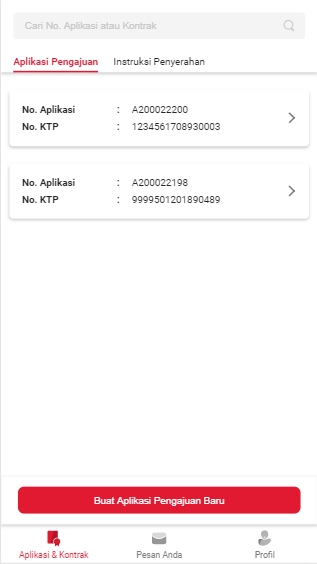 Cari No. Aplikasi atau Kontrak
Aplikasi Pengajuan Instruksi Penyerahan
No. Aplikasi : A200022200
No. KTP : 1234561708930003
No. Aplikasi : A200022198
No. KTP : 9999501201890489
Buat Aplikasi Pengajuan Baru
Aplikasi & Kontrak Pesan Anda Profil